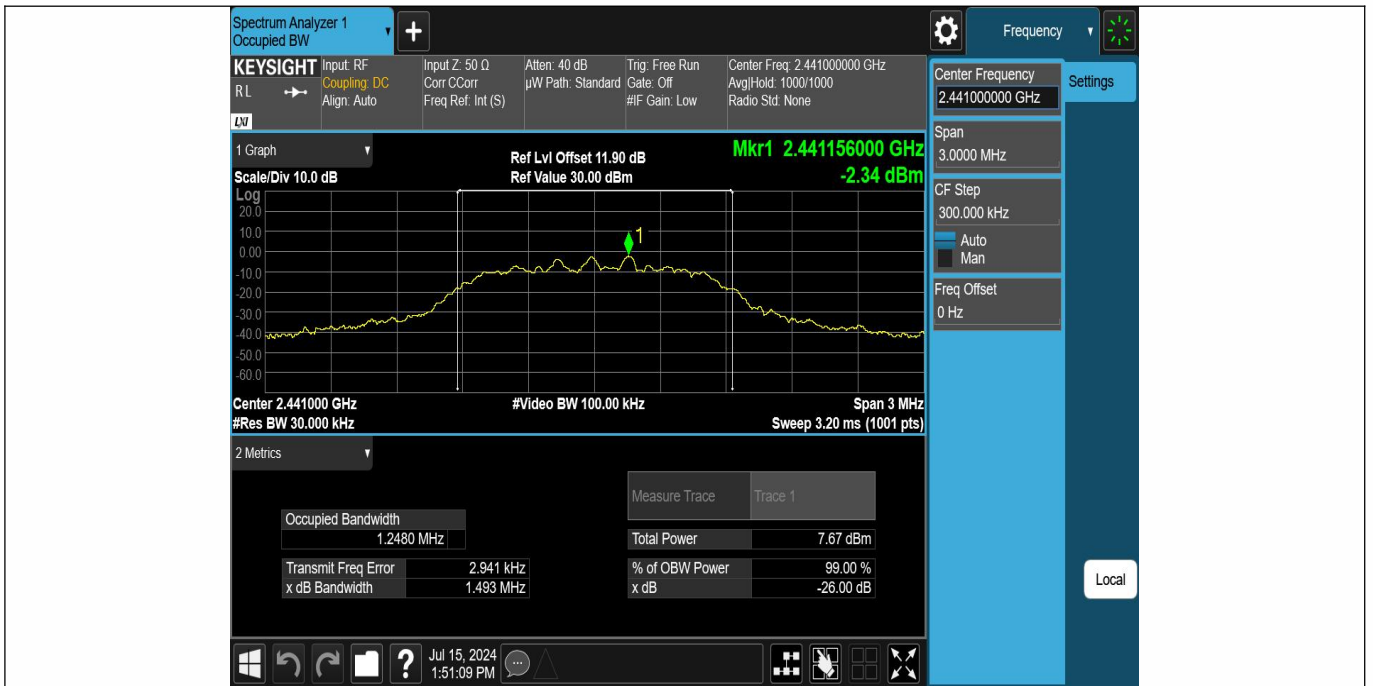 Spectrum Analyzer 1
Occupied BW
Frequency
KEYSIGHT
RL
LXI
Input: RF
Coupling: DC
Align: Auto
Input Z: 50 Ω
Corr CCorr
Freq Ref: Int (S)
Atten: 40 dB
µW Path: Standard
Trig: Free Run
Gate: Off
#IF Gain: Low
Center Freq: 2.441000000 GHz
Avg|Hold: 1000/1000
Radio Std: None
Center Frequency
2.441000000 GHz
Settings
Span
3.0000 MHz
CF Step
300.000 kHz
Auto
Man
Freq Offset
0 Hz
Local
1 Graph
Scale/Div 10.0 dB
Ref Lvl Offset 11.90 dB
Ref Value 30.00 dBm
Mkr1 2.441156000 GHz
-2.34 dBm
Log
20.0
10.0
0.00
-10.0
-20.0
-30.0
-40.0
-50.0
-60.0
1
Center 2.441000 GHz
#Video BW 100.00 kHz
Span 3 MHz
#Res BW 30.000 kHz
Sweep 3.20 ms (1001 pts)
2 Metrics
Measure Trace
Trace 1
Occupied Bandwidth
1.2480 MHz
Total Power
7.67 dBm
Transmit Freq Error
2.941 kHz
% of OBW Power
99.00 %
x dB Bandwidth
1.493 MHz
x dB
-26.00 dB
?
Jul 15, 2024
1:51:09 PM